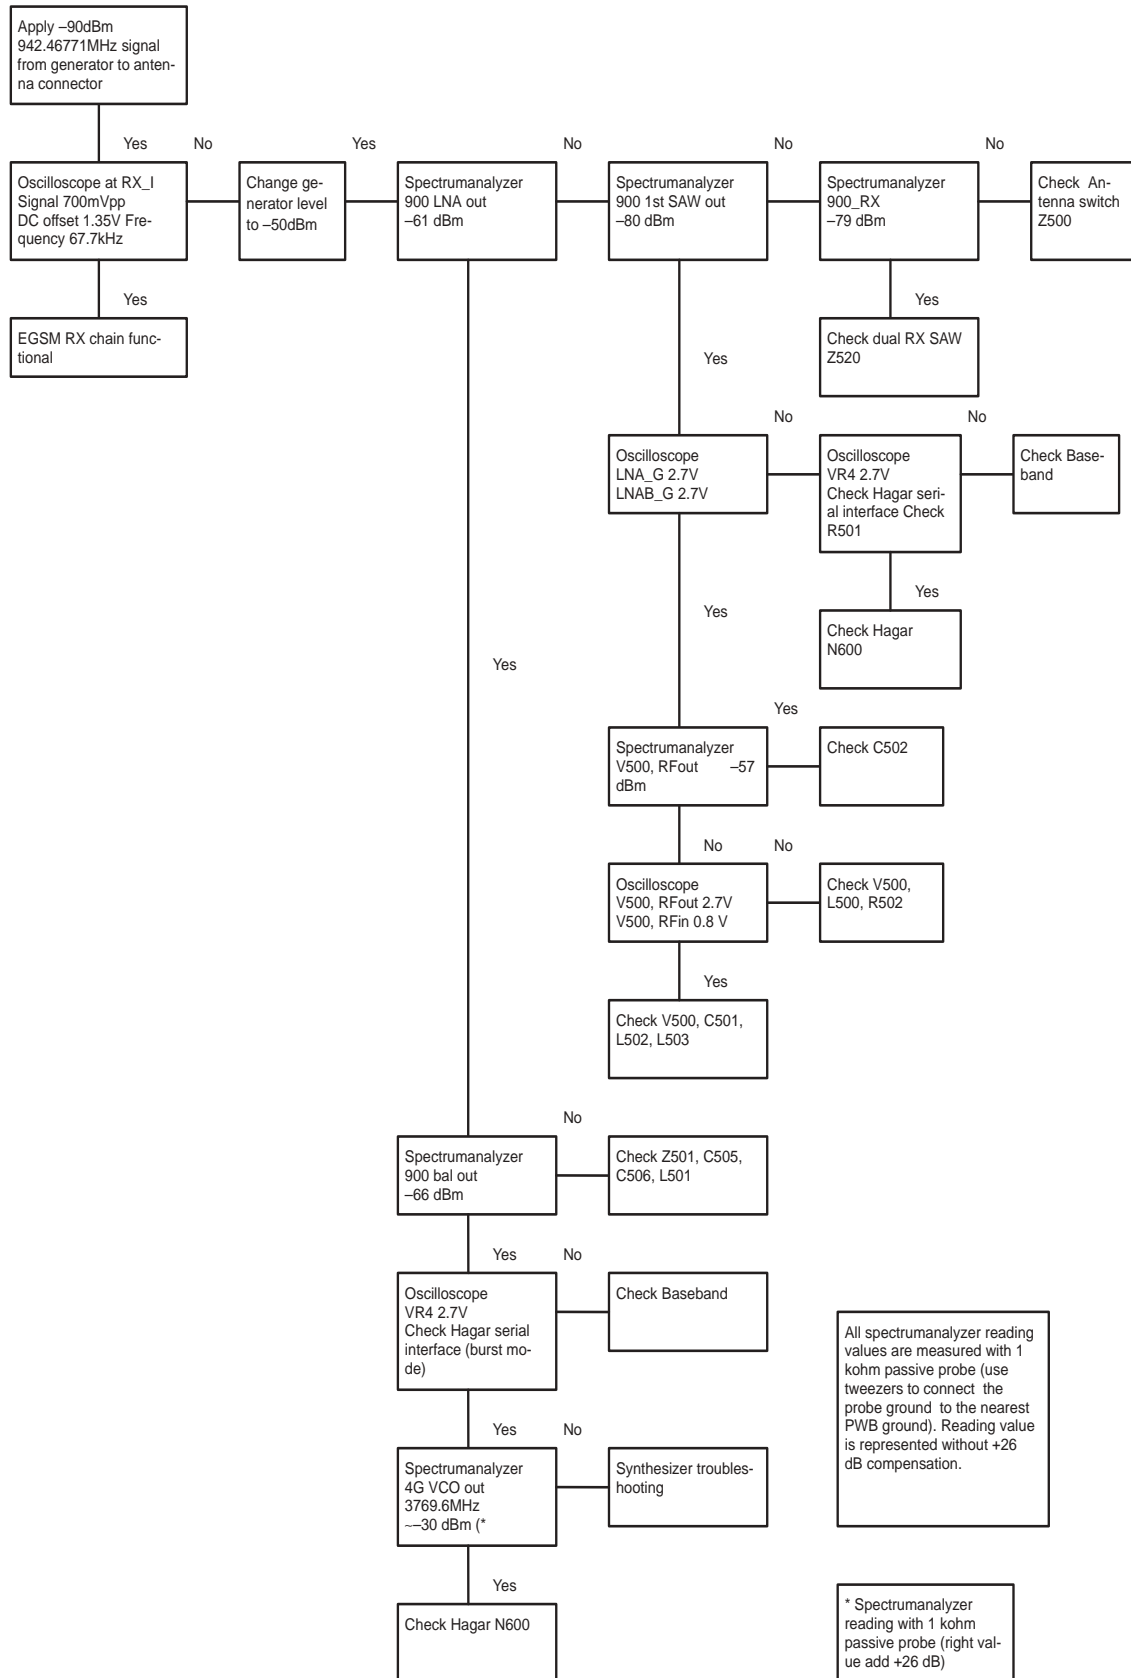 Apply –90dBm
942.46771MHz signal
from generator to anten-
na connector
Yes
No
Yes
No
No
No
Oscilloscope at RX_I
Signal 700mVpp
DC offset 1.35V Fre-
quency 67.7kHz
Change ge-
nerator level
to –50dBm
Spectrumanalyzer
900 LNA out
–61 dBm
Spectrumanalyzer
900 1st SAW out
–80 dBm
Spectrumanalyzer
900_RX
–79 dBm
Check An-
tenna switch
Z500
Yes
Yes
EGSM RX chain func-
tional
Check dual RX SAW
Z520
Yes
No
No
Oscilloscope
LNA_G 2.7V
LNAB_G 2.7V
Oscilloscope
VR4 2.7V
Check Hagar seri-
al interface Check
R501
Check Base-
band
Yes
Yes
Check Hagar
N600
Yes
Yes
Spectrumanalyzer
V500, RFout –57
dBm
Check C502
No
No
Oscilloscope
V500, RFout 2.7V
V500, RFin 0.8 V
Check V500,
L500, R502
Yes
Check V500, C501,
L502, L503
No
Spectrumanalyzer
900 bal out
–66 dBm
Check Z501, C505,
C506, L501
Yes
No
Oscilloscope
VR4 2.7V
Check Hagar serial
interface (burst mo-
de)
Check Baseband
All spectrumanalyzer reading
values are measured with 1
kohm passive probe (use
tweezers to connect the
probe ground to the nearest
PWB ground). Reading value
is represented without +26
dB compensation.
Yes
No
Spectrumanalyzer
4G VCO out
3769.6MHz
~–30 dBm (*
Synthesizer troubles-
hooting
Yes
Check Hagar N600
* Spectrumanalyzer
reading with 1 kohm
passive probe (right val-
ue add +26 dB)